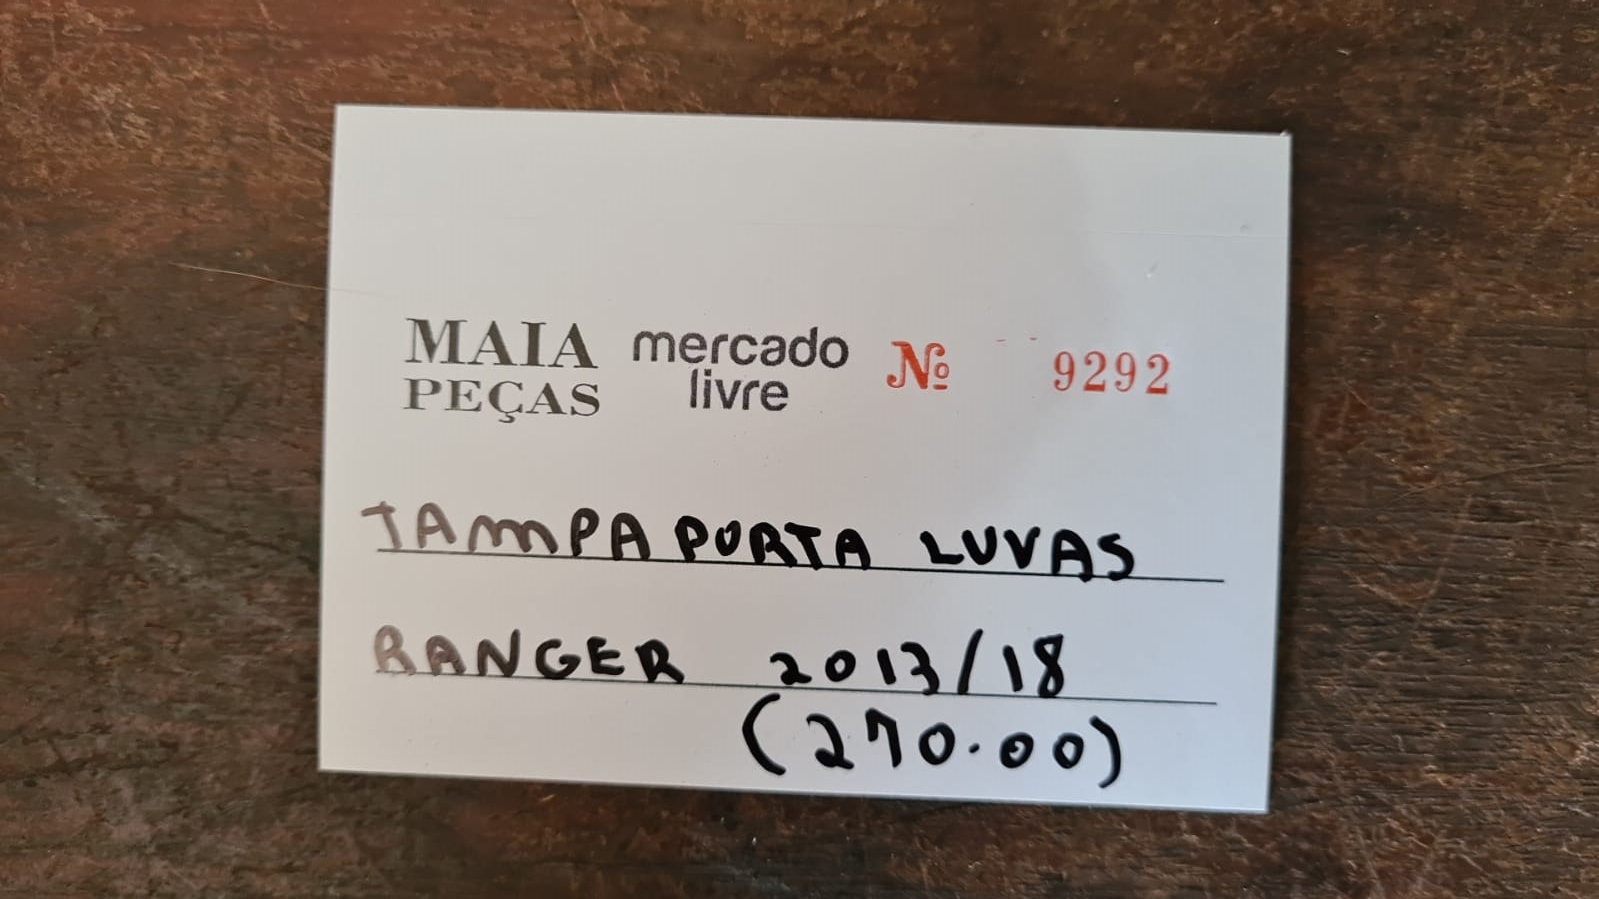 MAIA mercado Nº 9292
PEÇAS livre
TAMPA PORTA LUVAS
RANGER 2013/18
(270.00)